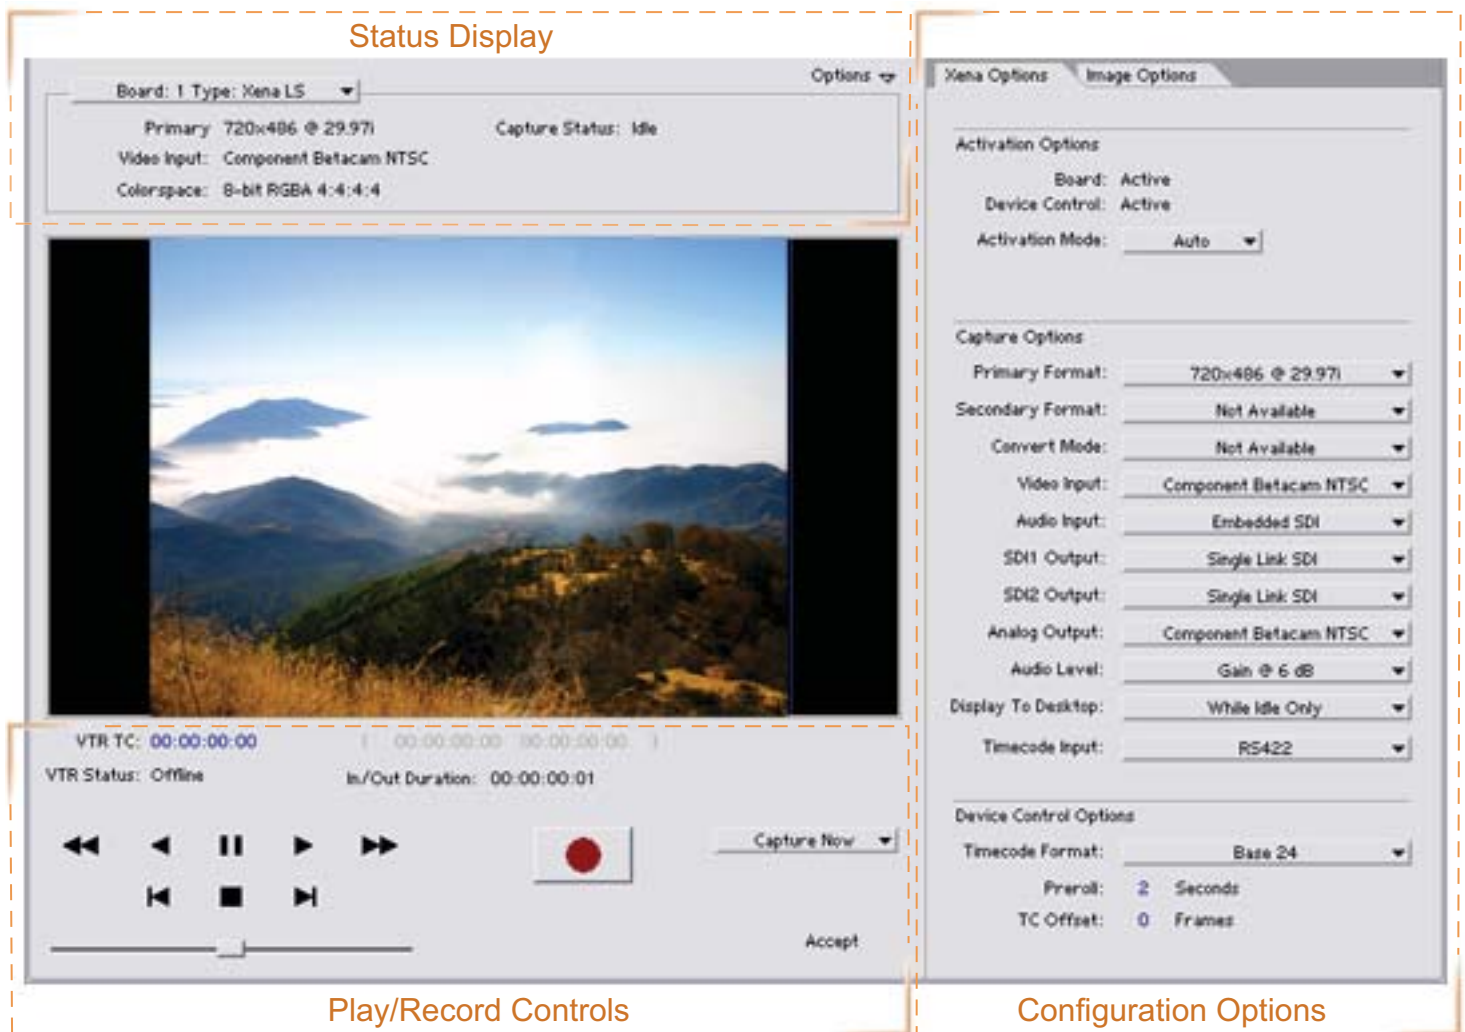 Status Display
Options
Board: 1 Type: Xena LS
Primary 720x486 @ 29.97i
Capture Status: Idle
Video Input: Component Betacam NTSC
Colorspace: 8-bit RGBA 4:4:4:4
VTR TC: 00:00:00:00
[ 00:00:00:00 00:00:00:00 ]
VTR Status: Offline
In/Out Duration: 00:00:00:01
Capture Now
Accept
Play/Record Controls
Xena Options
Image Options
Activation Options
Board: Active
Device Control: Active
Activation Mode: Auto
Capture Options
Primary Format: 720x486 @ 29.97i
Secondary Format: Not Available
Convert Mode: Not Available
Video Input: Component Betacam NTSC
Audio Input: Embedded SDI
SDI1 Output: Single Link SDI
SDI2 Output: Single Link SDI
Analog Output: Component Betacam NTSC
Audio Level: Gain @ 6 dB
Display To Desktop: While Idle Only
Timecode Input: RS422
Device Control Options
Timecode Format: Base 24
Preroll: 2 Seconds
TC Offset: 0 Frames
Configuration Options